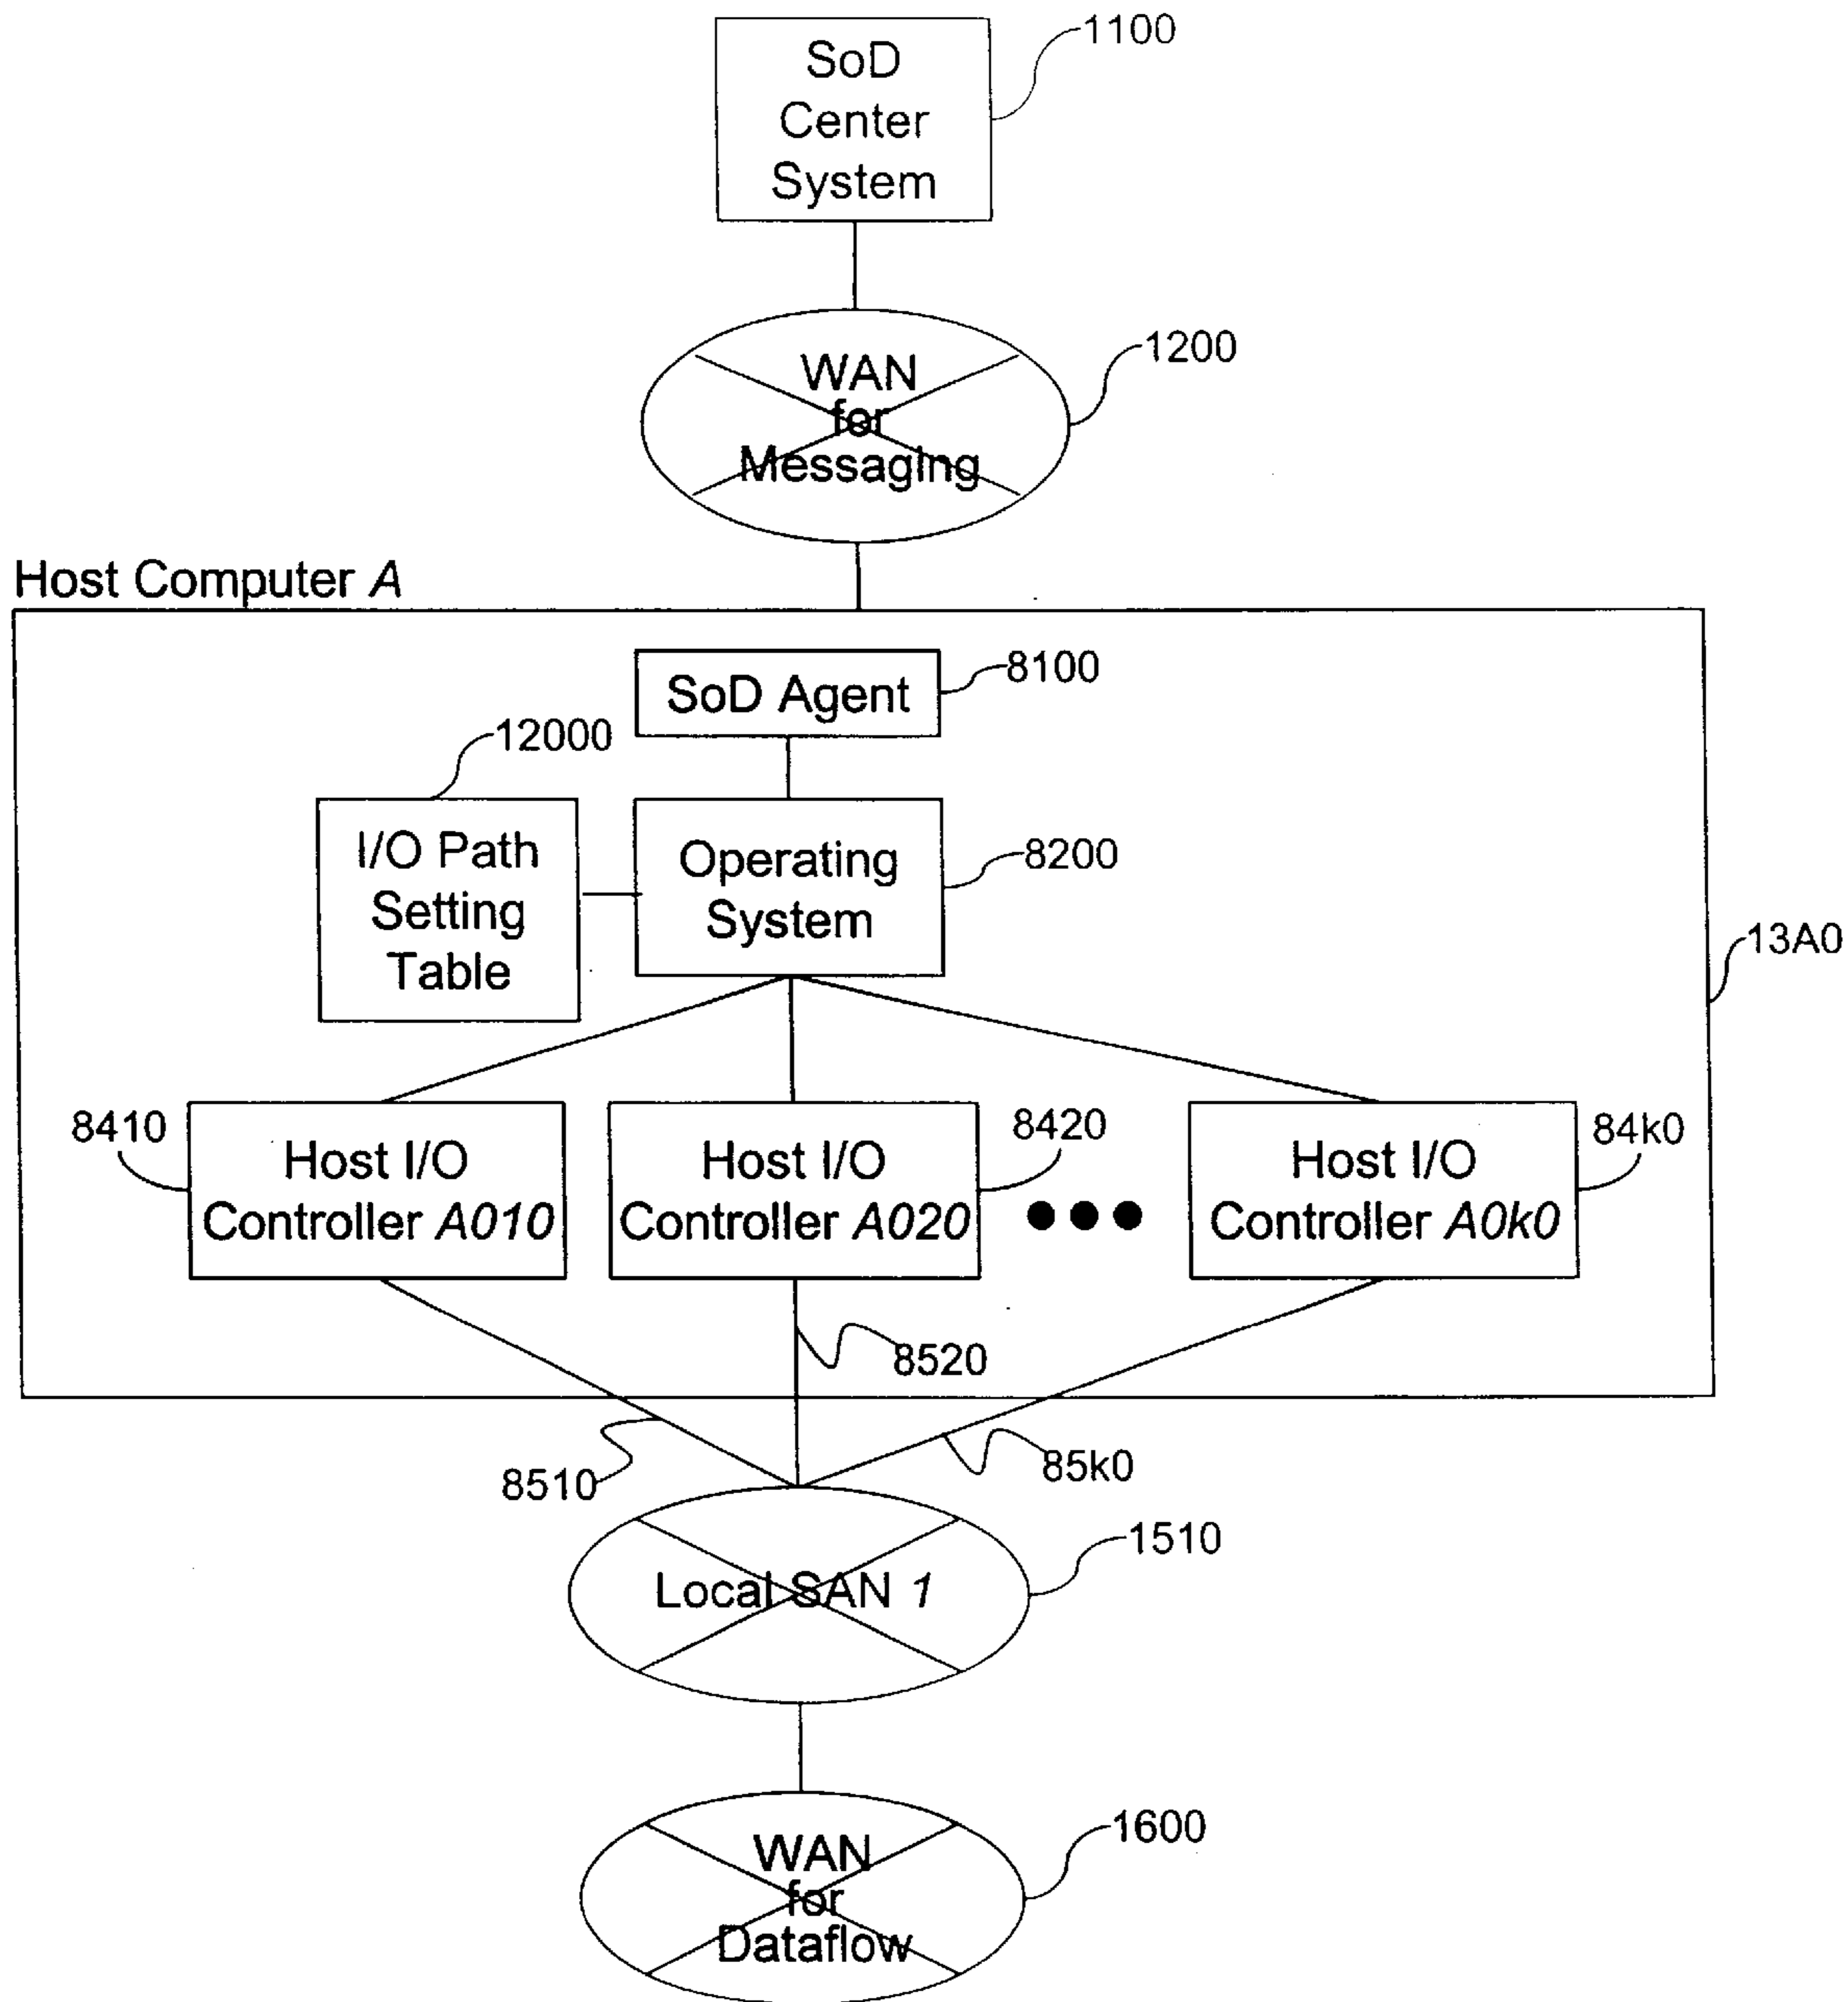 1100
SoD
Center
System
1200
WAN
for
Messaging
Host Computer A
8100
SoD Agent
12000
I/O Path
Setting
Table
Operating
System
8200
13A0
8410
Host I/O
Controller A010
8420
Host I/O
Controller A020
84k0
Host I/O
Controller A0k0
8520
8510
85k0
1510
Local SAN 1
1600
WAN
for
Dataflow